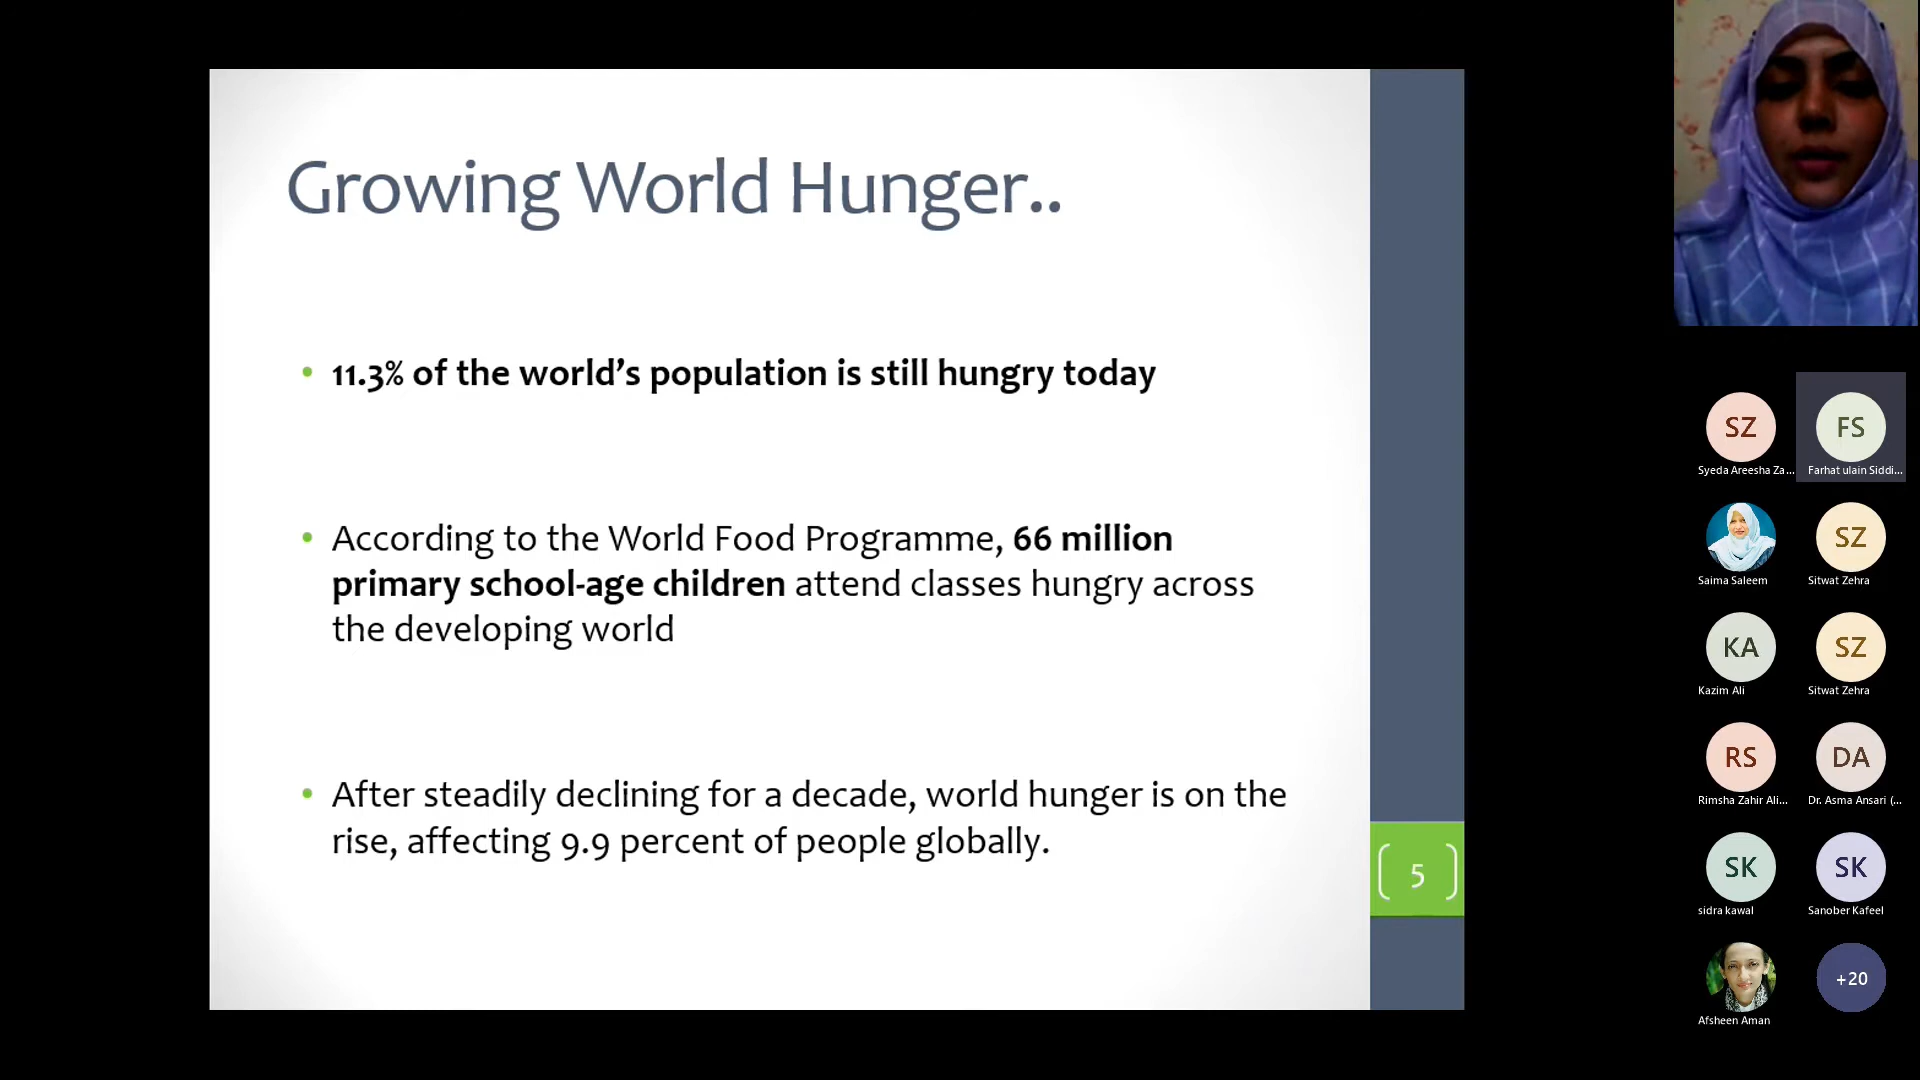 Growing World Hunger..
• 11.3% of the world’s population is still hungry today
• According to the World Food Programme, 66 million
primary school-age children attend classes hungry across
the developing world
• After steadily declining for a decade, world hunger is on the
rise, affecting 9.9 percent of people globally.
5
SZ
Syeda Areesha Za...
FS
Farhat ulain Siddi...
Saima Saleem
SZ
Sitwat Zehra
KA
Kazim Ali
SZ
Sitwat Zehra
RS
Rimsha Zahir Ali...
DA
Dr. Asma Ansari (...
SK
sidra kawal
SK
Sanober Kafeel
Afsheen Aman
+20